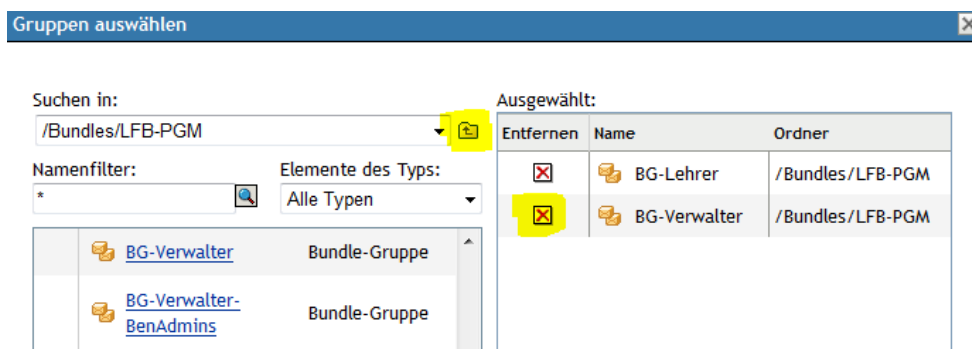 Gruppen auswählen
Suchen in:
/Bundles/LFB-PGM
Namenfilter:
Elemente des Typs:
*
Alle Typen
BG-Verwalter
Bundle-Gruppe
BG-Verwalter-
BenAdmins
Bundle-Gruppe
Ausgewählt:
Entfernen Name Ordner
BG-Lehrer /Bundles/LFB-PGM
BG-Verwalter /Bundles/LFB-PGM